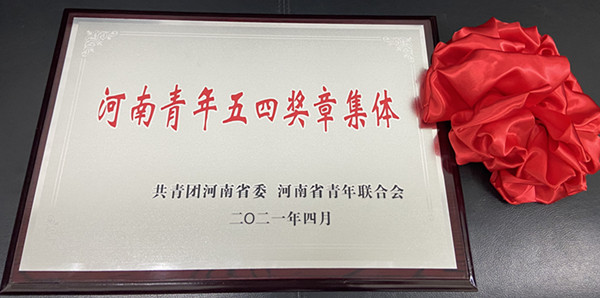 河南青年五四奖章集体
共青团河南省委 河南省青年联合会
二〇二一年四月